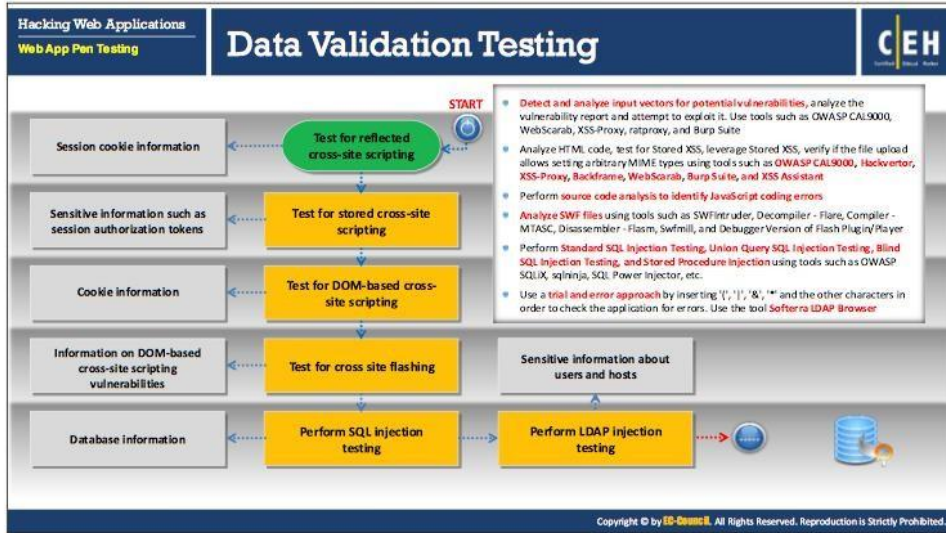 Hacking Web Applications
Web App Pen Testing
Data Validation Testing
C|EH
Certified Ethical Hacker
START
Test for reflected
cross-site scripting
Session cookie information
Test for stored cross-site
scripting
Sensitive information such as
session authorization tokens
Test for DOM-based cross-
site scripting
Cookie information
Test for cross site flashing
Information on DOM-based
cross-site scripting
vulnerabilities
Perform SQL injection
testing
Database information
Perform LDAP injection
testing
Sensitive information about
users and hosts
Detect and analyze input vectors for potential vulnerabilities, analyze the
vulnerability report and attempt to exploit it. Use tools such as OWASP CAL9000,
WebScarab, XSS-Proxy, ratproxy, and Burp Suite
Analyze HTML code, test for Stored XSS, leverage Stored XSS, verify if the file upload
allows setting arbitrary MIME types using tools such as OWASP CAL9000, Hackvertor,
XSS-Proxy, Backframe, WebScarab, Burp Suite, and XSS Assistant
Perform source code analysis to identify JavaScript coding errors
Analyze SWF files using tools such as SWFIntruder, Decompiler - Flare, Compiler -
MTASC, Disassembler - Flasm, Swfmill, and Debugger Version of Flash Plugin/Player
Perform Standard SQL Injection Testing, Union Query SQL Injection Testing, Blind
SQL Injection Testing, and Stored Procedure Injection using tools such as OWASP
SQLiX, sqlninja, SQL Power Injector, etc.
Use a trial and error approach by inserting '(', '|', '&', '*' and the other characters in
order to check the application for errors. Use the tool Softerra LDAP Browser
Copyright © by EC-Council. All Rights Reserved. Reproduction is Strictly Prohibited.